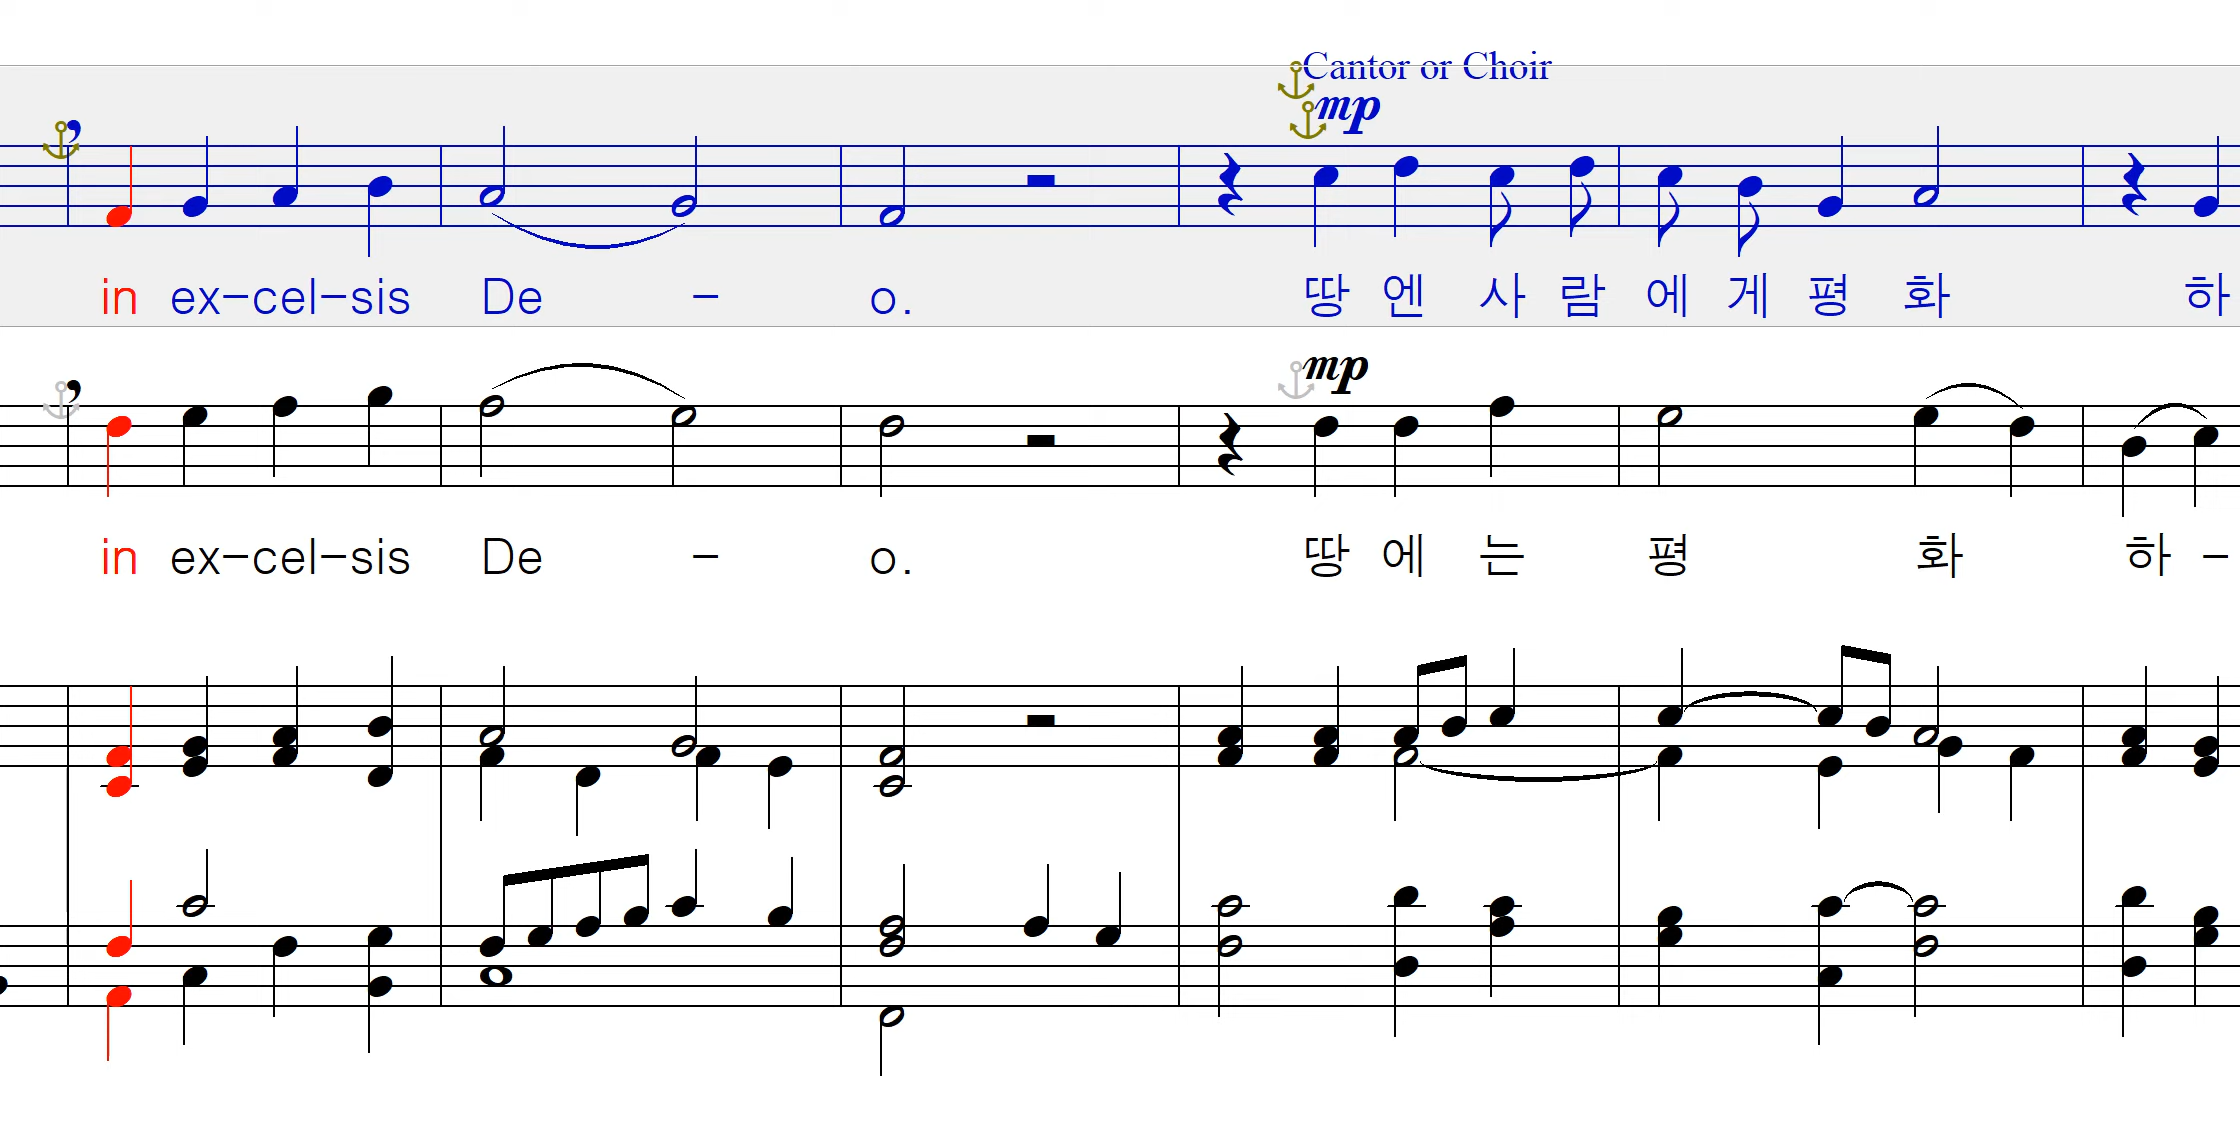 Cantor or Choir
mp
in ex-cel-sis De - o. 땅 엔 사 람 에 게 평 화 하
mp
in ex-cel-sis De - o. 땅 에 는 평 화 하 -